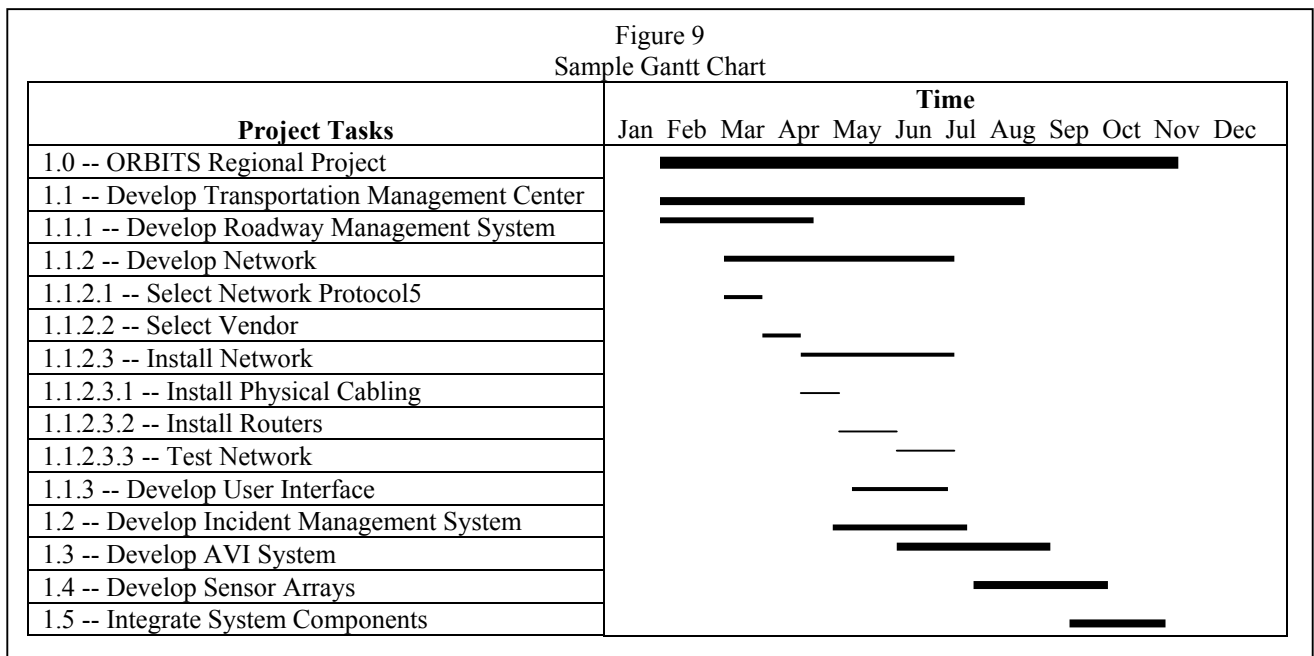 Figure 9
Sample Gantt Chart
Time
Project Tasks
Jan Feb Mar Apr May Jun Jul Aug Sep Oct Nov Dec
1.0 -- ORBITS Regional Project
1.1 -- Develop Transportation Management Center
1.1.1 -- Develop Roadway Management System
1.1.2 -- Develop Network
1.1.2.1 -- Select Network Protocol5
1.1.2.2 -- Select Vendor
1.1.2.3 -- Install Network
1.1.2.3.1 -- Install Physical Cabling
1.1.2.3.2 -- Install Routers
1.1.2.3.3 -- Test Network
1.1.3 -- Develop User Interface
1.2 -- Develop Incident Management System
1.3 -- Develop AVI System
1.4 -- Develop Sensor Arrays
1.5 -- Integrate System Components